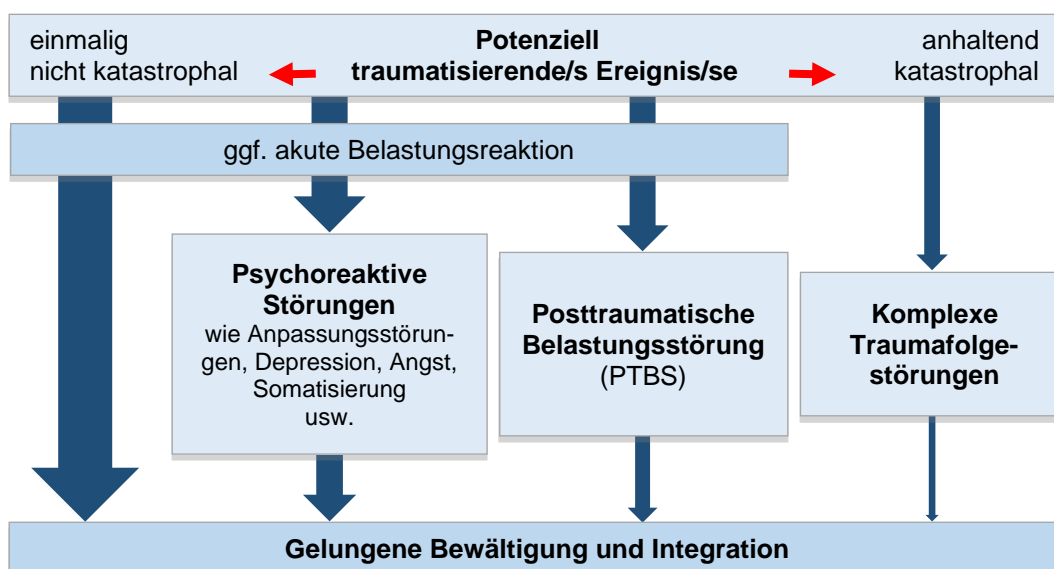 einmalig
nicht katastrophal
Potenziell
traumatisierende/s Ereignis/se
anhaltend
katastrophal
ggf. akute Belastungsreaktion
Psychoreaktive
Störungen
wie Anpassungsstörun-
gen, Depression, Angst,
Somatisierung
usw.
Posttraumatische
Belastungsstörung
(PTBS)
Komplexe
Traumafolge-
störungen
Gelungene Bewältigung und Integration